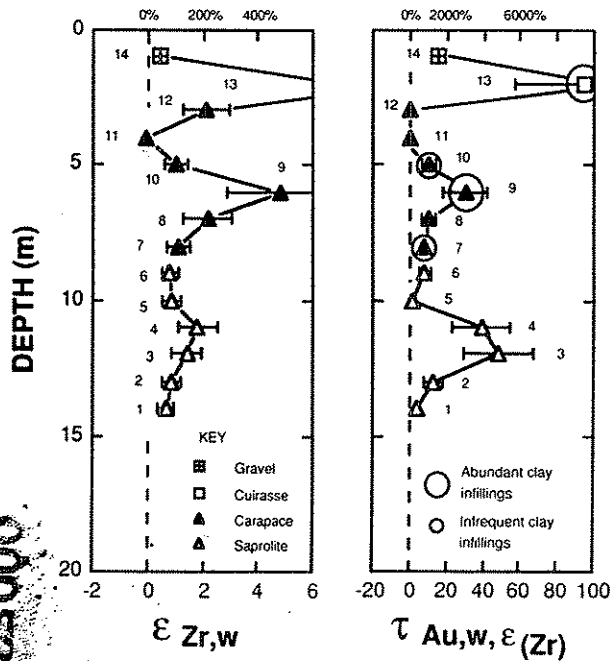 0% 200% 400%
0% 2000% 6000%
0
5
10
15
20
DEPTH (m)
14
13
12
11
10
9
8
7
6
5
4
3
2
1
KEY
Gravel
Cuirasse
Carapace
Saprolite
-2 0 2 4 6
ε Zr,w
14
13
12
11
10
9
8
7
6
5
4
3
2
1
Abundant clay
infillings
Infrequent clay
infillings
-20 0 20 40 60 80 100
τ Au,w, ε (Zr)